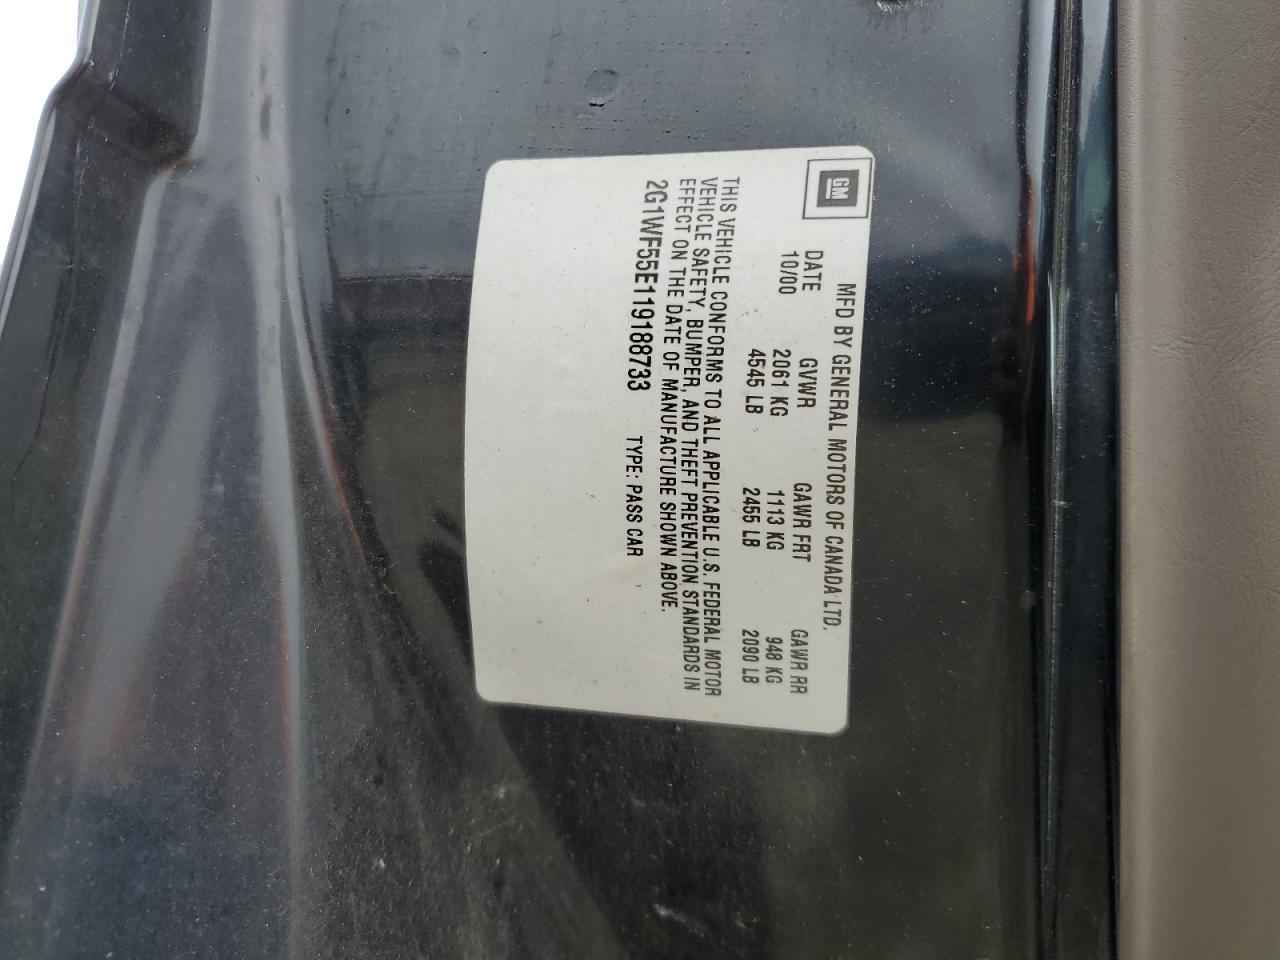 GM
MFD BY GENERAL MOTORS OF CANADA LTD.
DATE GVWR GAWR FRT GAWR RR
10/00 2061 KG 1113 KG 948 KG
4545 LB 2455 LB 2090 LB
THIS VEHICLE CONFORMS TO ALL APPLICABLE U.S. FEDERAL MOTOR
VEHICLE SAFETY, BUMPER, AND THEFT PREVENTION STANDARDS IN
EFFECT ON THE DATE OF MANUFACTURE SHOWN ABOVE.
2G1WF55E119188733 TYPE: PASS CAR